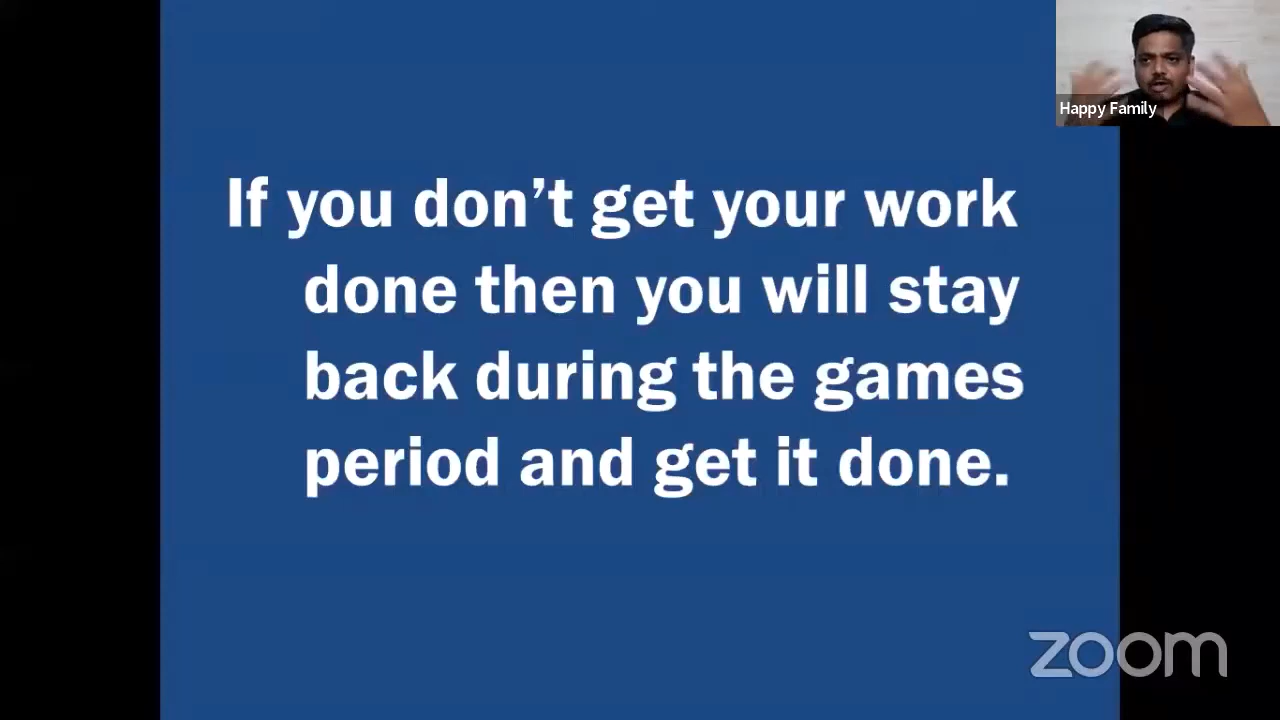 Happy Family
If you don’t get your work
done then you will stay
back during the games
period and get it done.
zoom